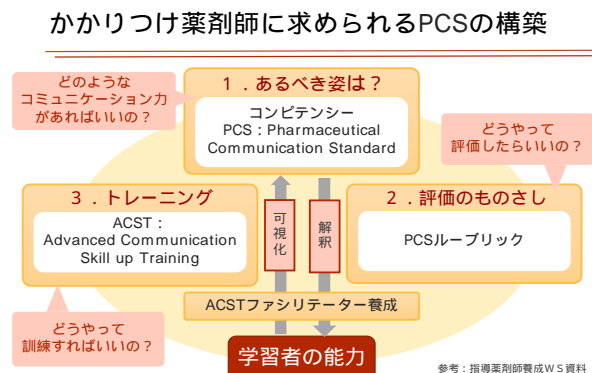 かかりつけ薬剤師に求められるPCSの構築
どのような
コミュニケーション力
があればいいの？
１．あるべき姿は？
コンピテンシー
PCS：Pharmaceutical
Communication Standard
どうやって
評価したらいいの？
３．トレーニング
ACST：
Advanced Communication
Skill up Training
可視化
解釈
２．評価のものさし
PCSルーブリック
ACSTファシリテーター養成
どうやって
訓練すればいいの？
学習者の能力
参考：指導薬剤師養成ＷＳ資料